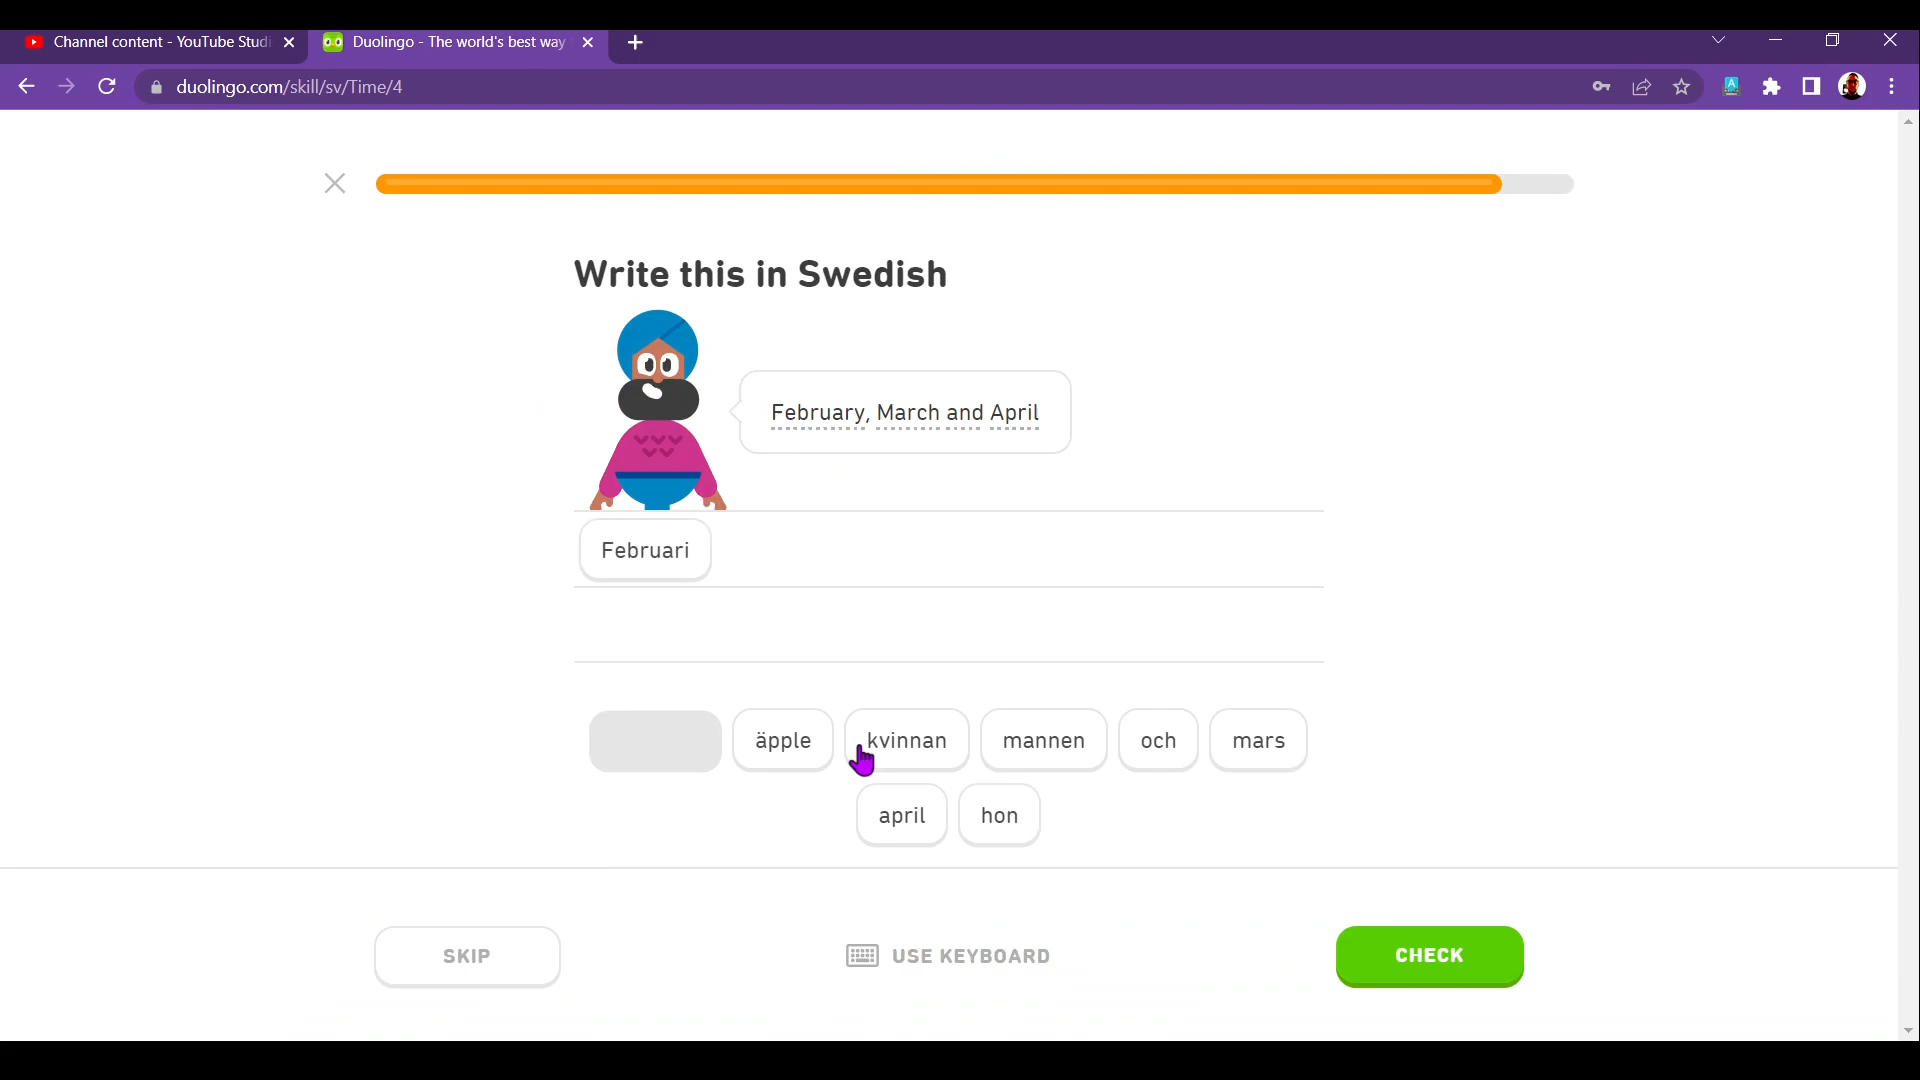 Channel content - YouTube Studi
Duolingo - The world's best way
duolingo.com/skill/sv/Time/4
Write this in Swedish
February, March and April
Februari
äpple kvinnan mannen och mars
april hon
SKIP USE KEYBOARD CHECK